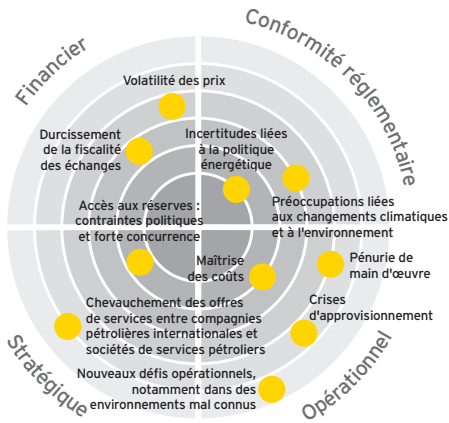 Financier
Conformité réglementaire
Volatilité des prix
Durcissement
de la fiscalité
des échanges
Incertitudes liées
à la politique
énergétique
Accès aux réserves :
contraintes politiques
et forte concurrence
Préoccupations liées
aux changements climatiques
et à l'environnement
Maîtrise
des coûts
Pénurie de
main d'œuvre
Chevauchement des offres
de services entre compagnies
pétrolières internationales et
sociétés de services pétroliers
Crises
d'approvisionnement
Nouveaux défis opérationnels,
notamment dans des
environnements mal connus
Stratégique
Opérationnel